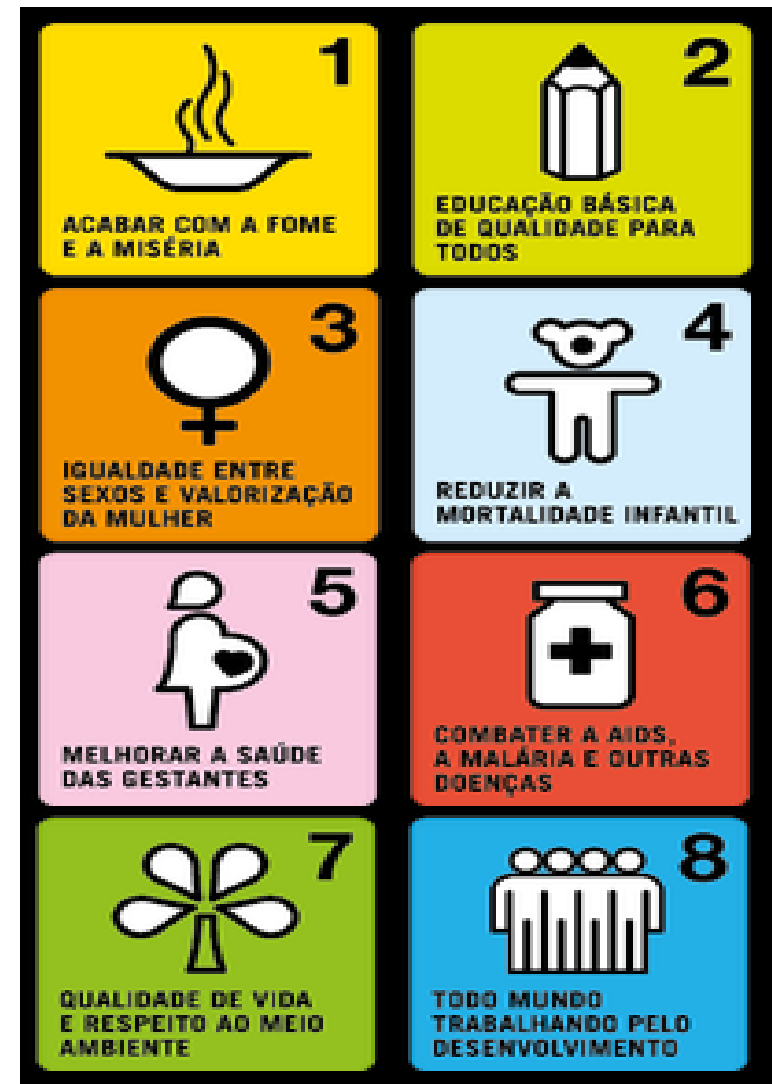 1
ACABAR COM A FOME
E A MISÉRIA
2
EDUCAÇÃO BÁSICA
DE QUALIDADE PARA
TODOS
3
IGUALDADE ENTRE
SEXOS E VALORIZAÇÃO
DA MULHER
4
REDUZIR A
MORTALIDADE INFANTIL
5
MELHORAR A SAÚDE
DAS GESTANTES
6
COMBATER A AIDS,
A MALÁRIA E OUTRAS
DOENÇAS
7
QUALIDADE DE VIDA
E RESPEITO AO MEIO
AMBIENTE
8
TODO MUNDO
TRABALHANDO PELO
DESENVOLVIMENTO